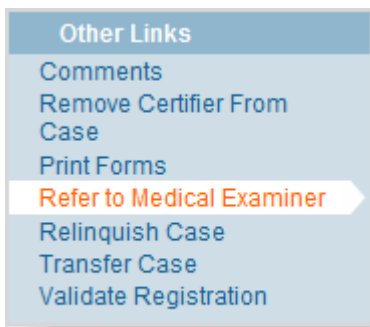 Other Links
Comments
Remove Certifier From
Case
Print Forms
Refer to Medical Examiner
Relinquish Case
Transfer Case
Validate Registration